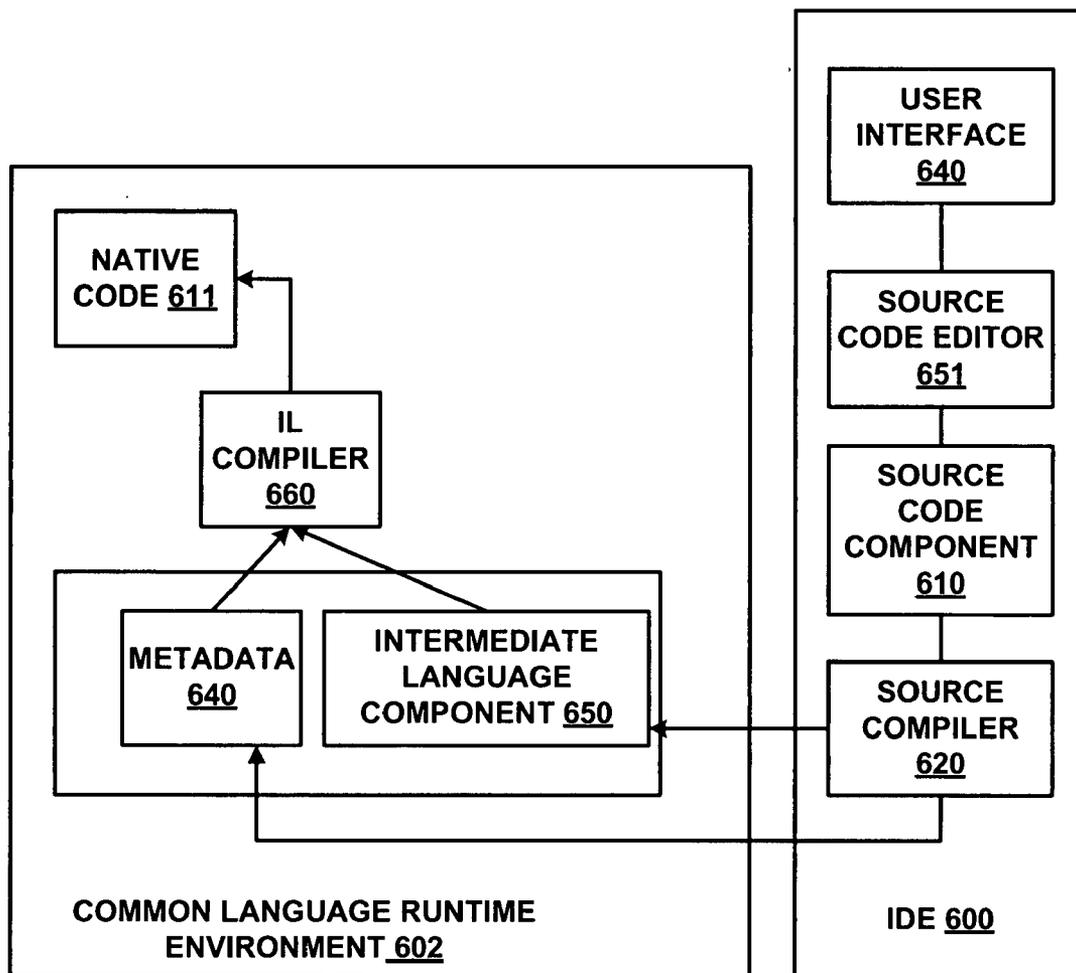 USER
INTERFACE
640
NATIVE
CODE 611
SOURCE
CODE EDITOR
651
IL
COMPILER
660
SOURCE
CODE
COMPONENT
610
METADATA
640
INTERMEDIATE
LANGUAGE
COMPONENT 650
SOURCE
COMPILER
620
COMMON LANGUAGE RUNTIME
ENVIRONMENT 602
IDE 600